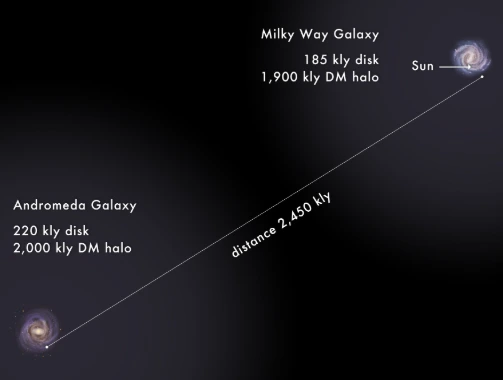 Milky Way Galaxy
185 kly disk
1,900 kly DM halo
Sun
distance 2,450 kly
Andromeda Galaxy
220 kly disk
2,000 kly DM halo